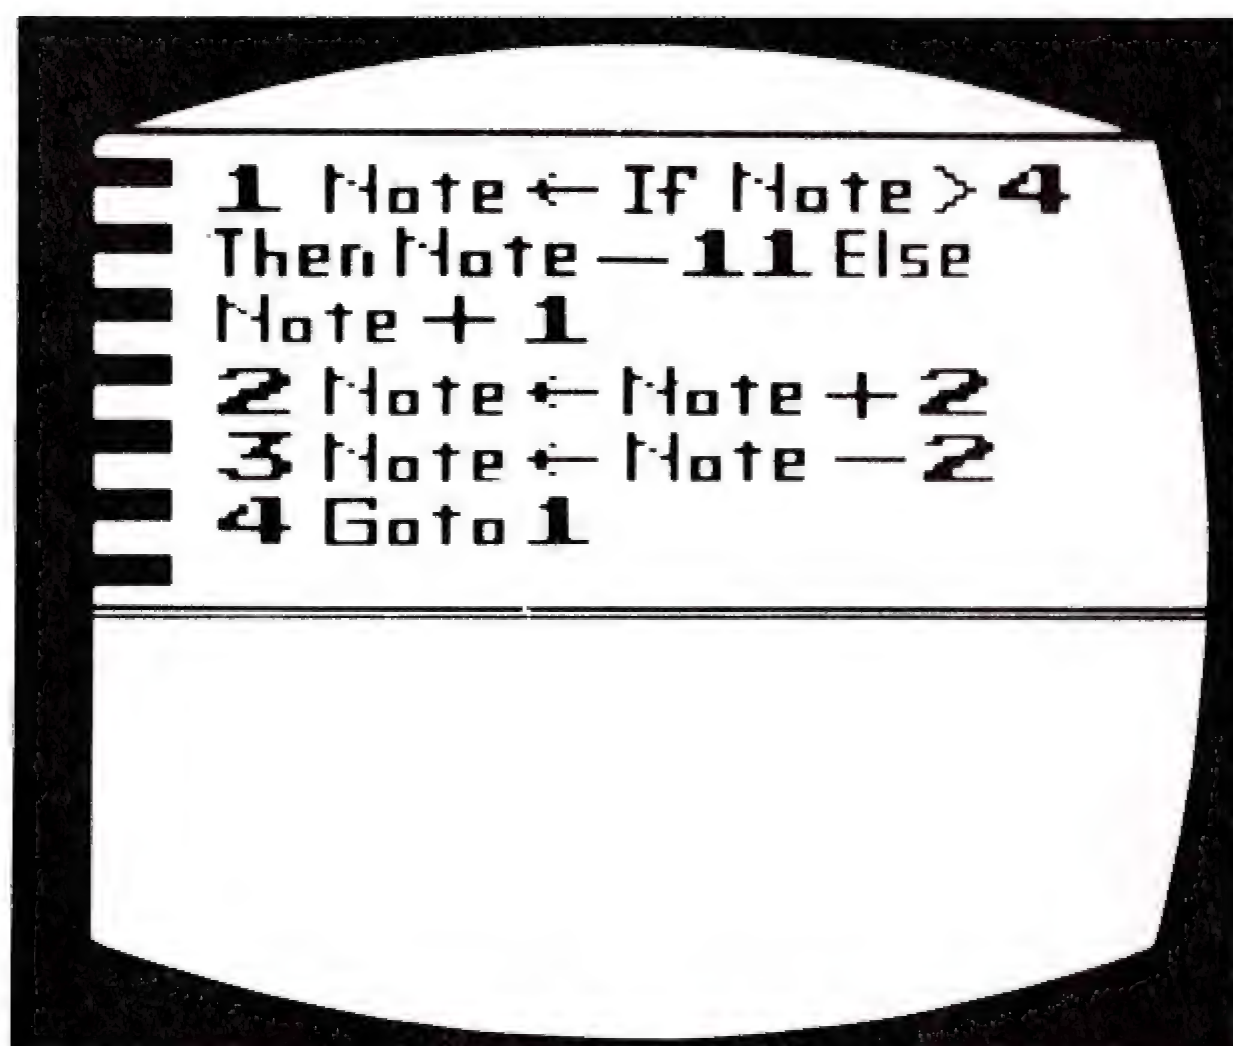 1 Note ← If Note > 4
Then Note — 11 Else
Note + 1
2 Note ← Note + 2
3 Note ← Note — 2
4 Goto 1